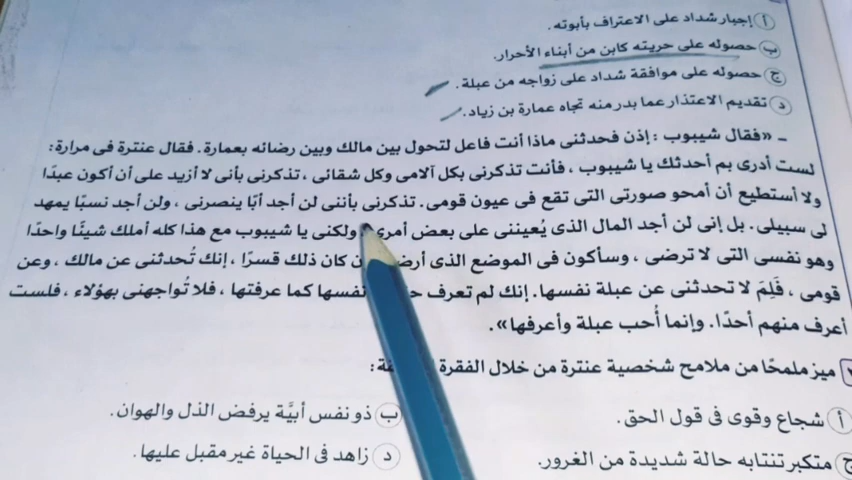 أ إجبار شداد على الاعتراف بأبوته.
ب حصوله على حريته كابن من أبناء الأحرار.
ج حصوله على موافقة شداد على زواجه من عبلة.
د تقديم الاعتذار عما بدر منه تجاه عمارة بن زياد.
- «فقال شيبوب : إذن فحدثنى ماذا أنت فاعل لتحول بين مالك وبين رضائه بعمارة. فقال عنترة فى مرارة:
لست أدرى بم أحدثك يا شيبوب ، فأنت تذكرنى بكل آلامى وكل شقائى ، تذكرنى بأنى لا أزيد على أن أكون عبدًا
ولا أستطيع أن أمحو صورتى التى تقع فى عيون قومى. تذكرنى بأننى لن أجد أبًا ينصرنى ، ولن أجد نسبًا يمهد
لى سبيلى. بل إنى لن أجد المال الذى يُعيننى على بعض أمرى ولكنى يا شيبوب مع هذا كله أملك شيئًا واحدًا
وهو نفسى التى لا ترضى ، وسأكون فى الموضع الذى كان ذلك قسرًا ، إنك تُحدثنى عن مالك ، وعن
قومى ، فَلِمَ لا تحدثنى عن عبلة نفسها. إنك لم تعرف نفسها كما عرفتها ، فلا تُواجهنى بهؤلاء ، فلست
أعرف منهم أحدًا. وإنما أُحب عبلة وأعرفها».
ميز ملمحًا من ملامح شخصية عنترة من خلال الفقرة :
أ شجاع وقوى فى قول الحق.
ب ذو نفس أبيَّة يرفض الذل والهوان.
ج متكبر تنتابه حالة شديدة من الغرور.
د زاهد فى الحياة غير مقبل عليها.